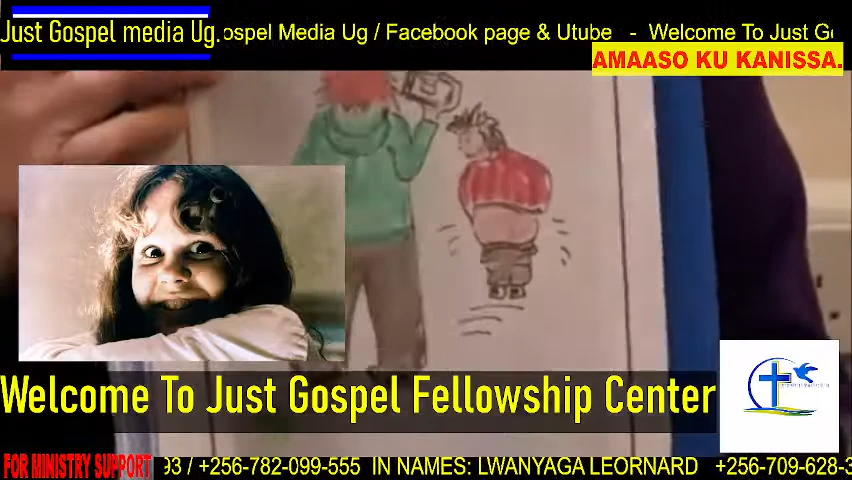 Just Gospel media Ug.
spel Media Ug / Facebook page & Utube - Welcome To Just G
AMAASO KU KANISSA.
Welcome To Just Gospel Fellowship Center
FOR MINISTRY SUPPORT
93 / +256-782-099-555 IN NAMES: LWANYAGA LEORNARD +256-709-628-3